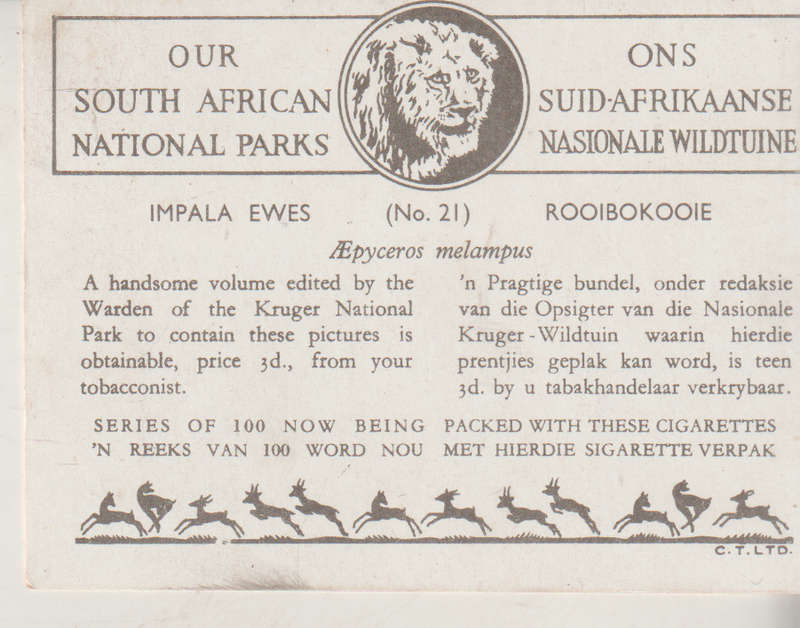 OUR
SOUTH AFRICAN
NATIONAL PARKS
ONS
SUID-AFRIKAANSE
NASIONALE WILDTUINE
IMPALA EWES (No. 21) ROOIBOKOOIE
Æpyceros melampus
A handsome volume edited by the
Warden of the Kruger National
Park to contain these pictures is
obtainable, price 3d., from your
tobacconist.
'n Pragtige bundel, onder redaksie
van die Opsigter van die Nasionale
Kruger-Wildtuin waarin hierdie
prentjies geplak kan word, is teen
3d. by u tabakhandelaar verkrybaar.
SERIES OF 100 NOW BEING PACKED WITH THESE CIGARETTES
'N REEKS VAN 100 WORD NOU MET HIERDIE SIGARETTE VERPAK
C.T.LTD.